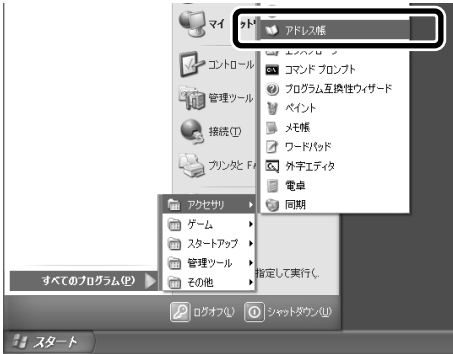 マイ
アドレス帳
コントロール
コマンド プロンプト
管理ツール
プログラム互換性ウィザード
ペイント
接続(T)
メモ帳
ワードパッド
プリンタと FA
外字エディタ
電卓
アクセサリ
同期
ゲーム
スタートアップ
管理ツール
指定して実行(
すべてのプログラム(P)
その他
ログオフ(L)
シャットダウン(U)
スタート